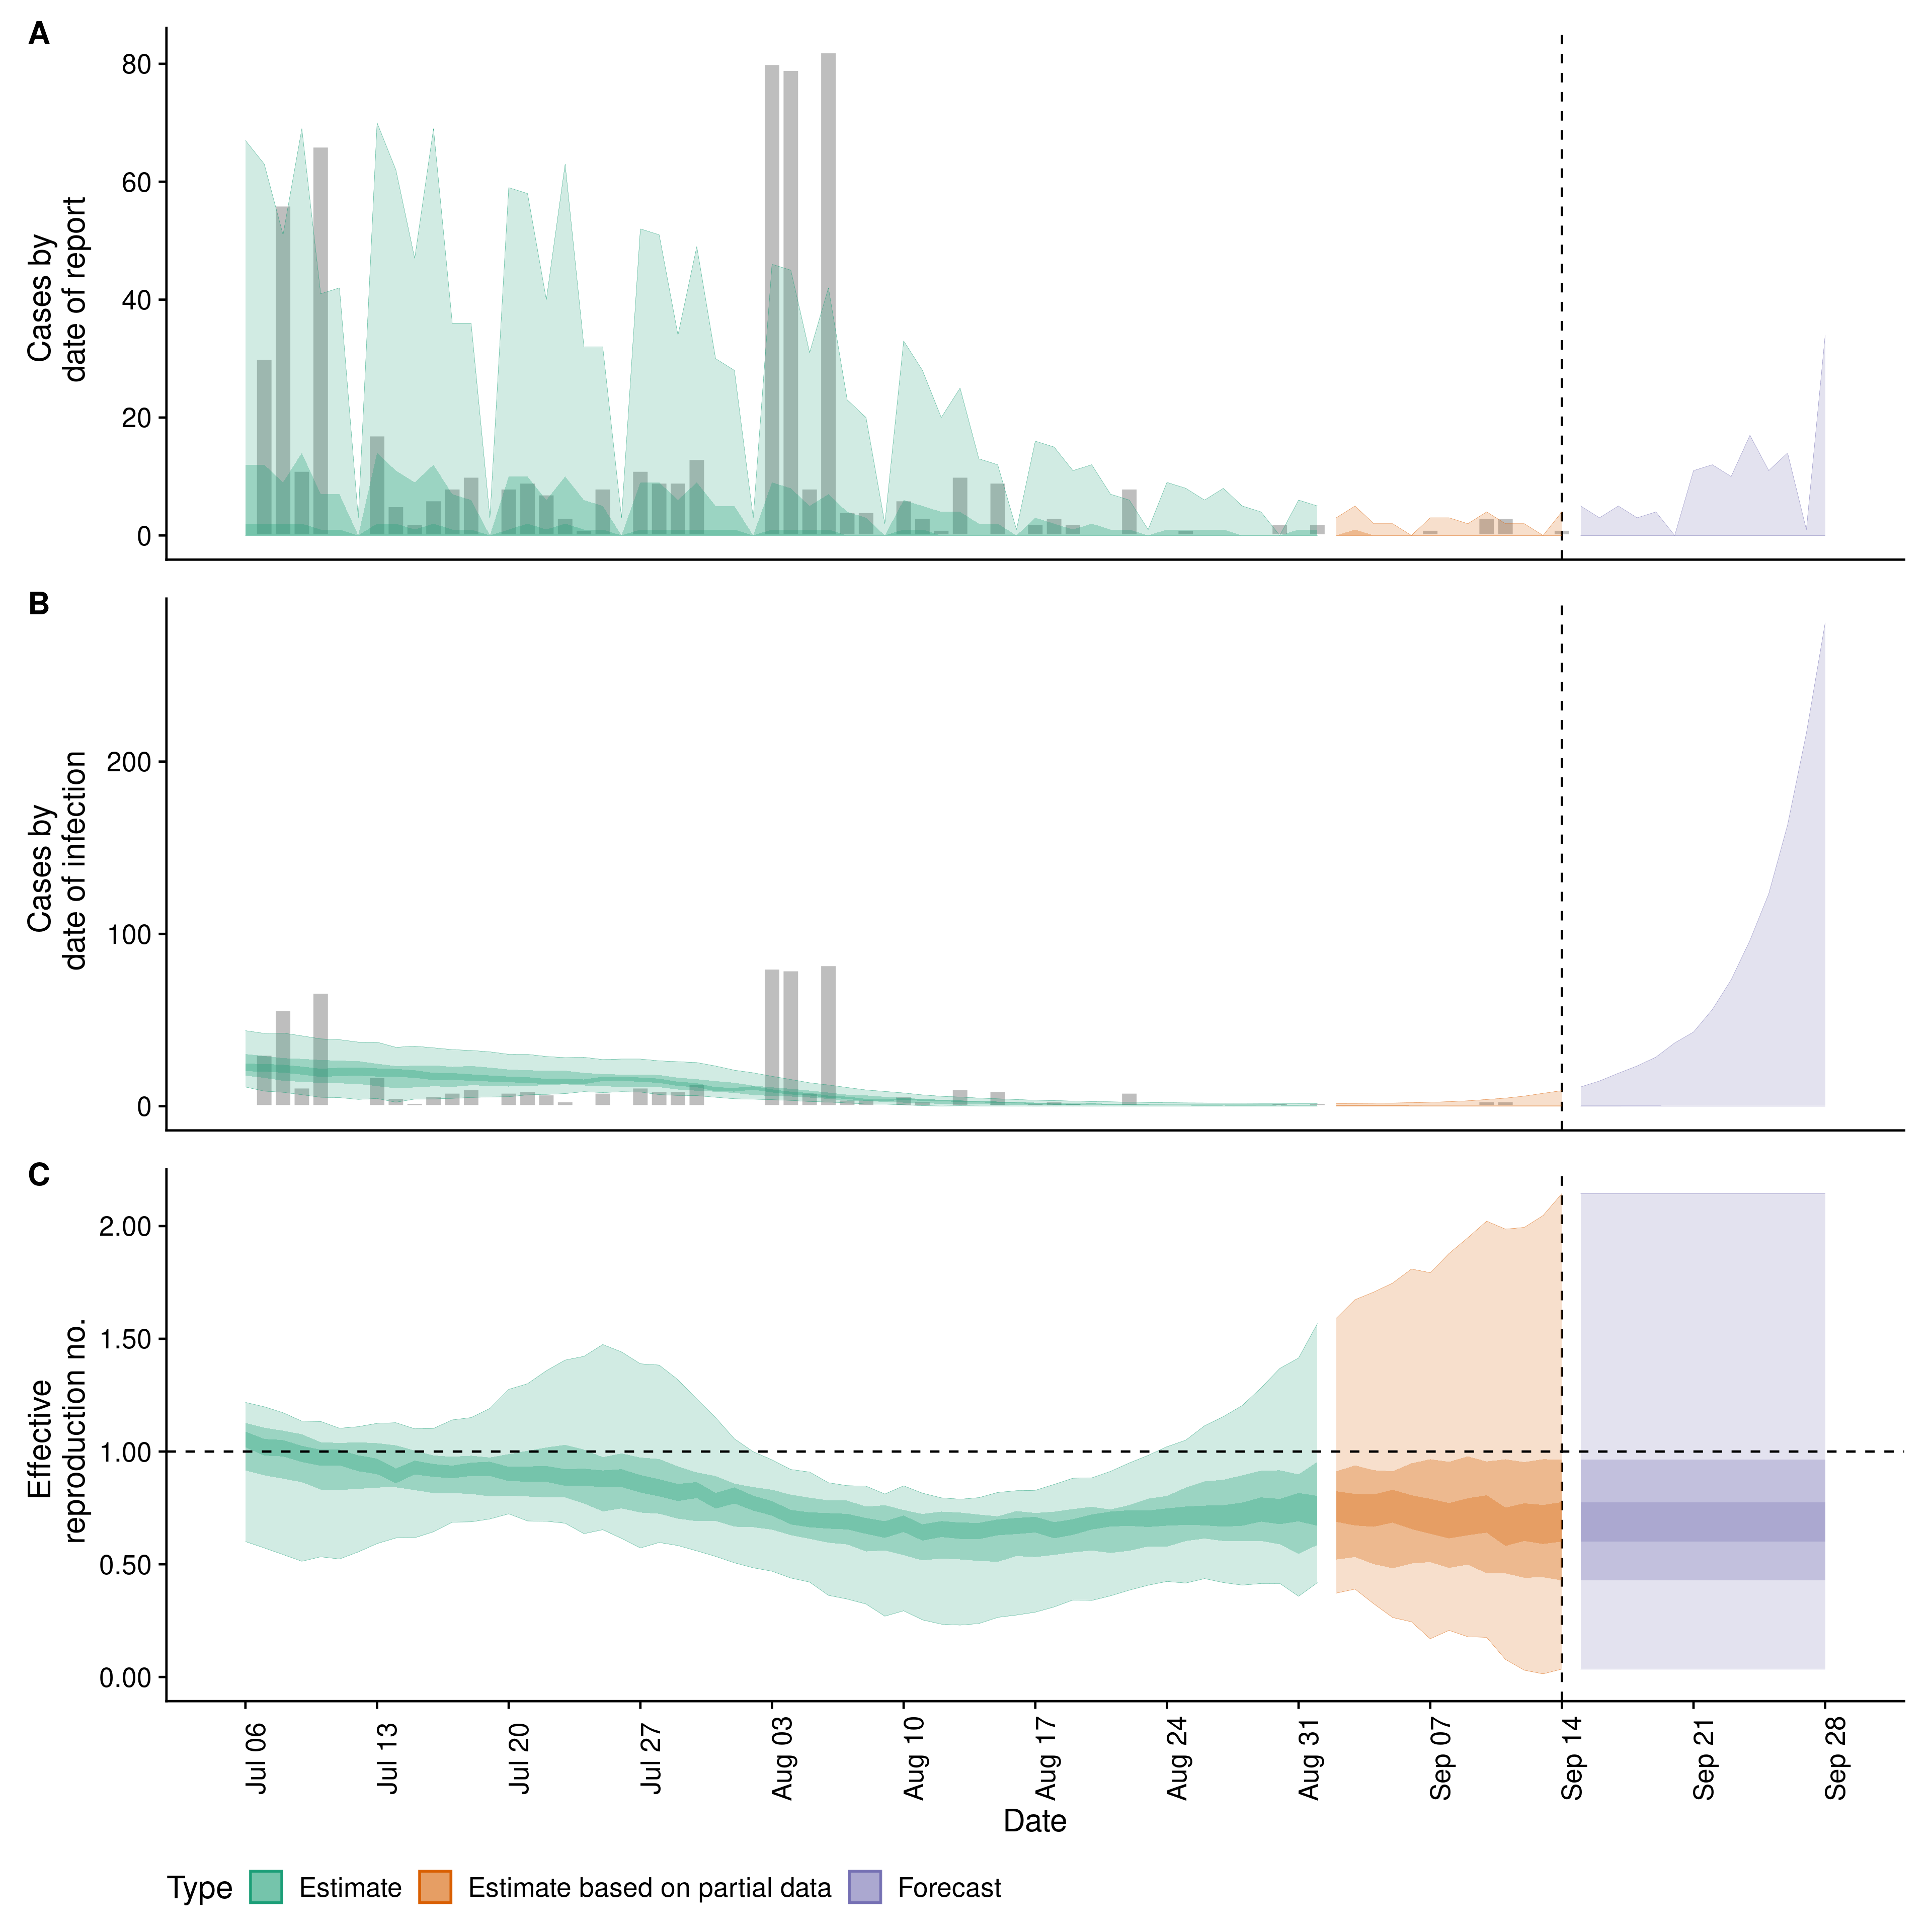 A
80
60
40
20
0
Cases by
date of report
B
200
100
0
Cases by
date of infection
C
2.00
1.50
1.00
0.50
0.00
Effective
reproduction no.
Jul 06
Jul 13
Jul 20
Jul 27
Aug 03
Aug 10
Aug 17
Aug 24
Aug 31
Sep 07
Sep 14
Sep 21
Sep 28
Date
Type Estimate Estimate based on partial data Forecast